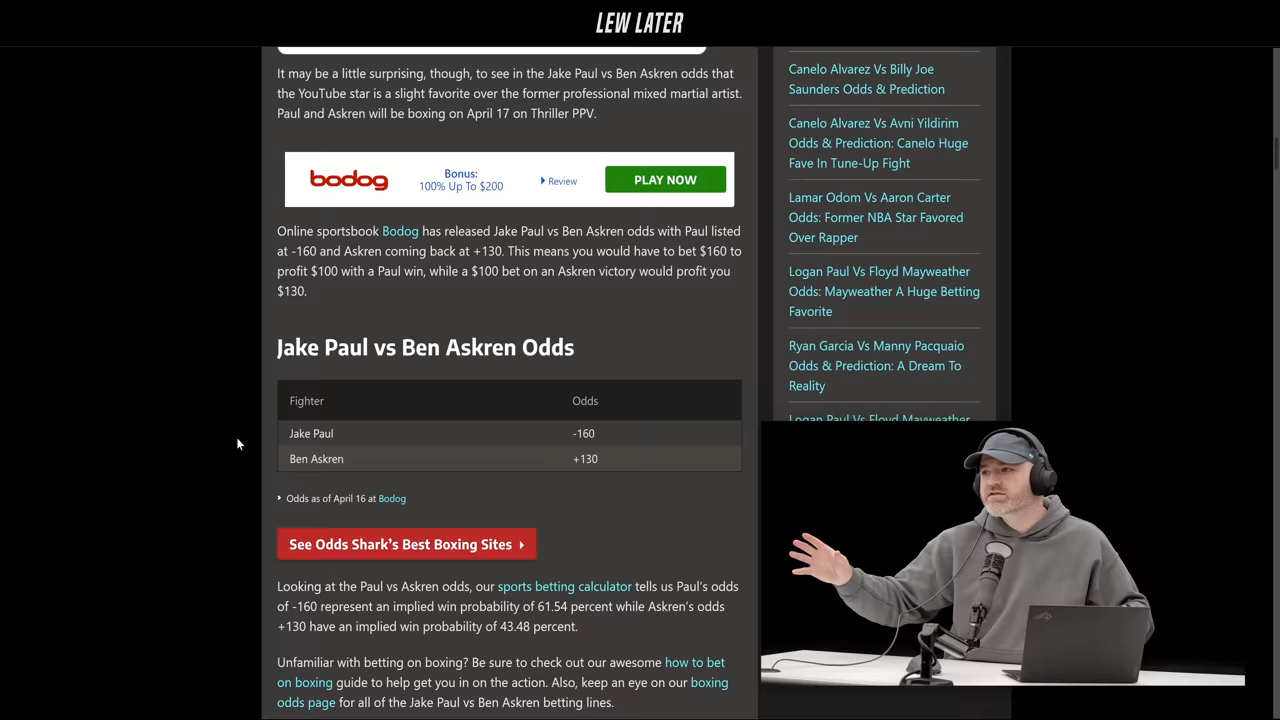 LEW LATER
It may be a little surprising, though, to see in the Jake Paul vs Ben Askren odds that
the YouTube star is a slight favorite over the former professional mixed martial artist.
Paul and Askren will be boxing on April 17 on Thriller PPV.
bodog
Bonus:
100% Up To $200
Review
PLAY NOW
Online sportsbook Bodog has released Jake Paul vs Ben Askren odds with Paul listed
at -160 and Askren coming back at +130. This means you would have to bet $160 to
profit $100 with a Paul win, while a $100 bet on an Askren victory would profit you
$130.
Jake Paul vs Ben Askren Odds
Fighter Odds
Jake Paul -160
Ben Askren +130
Odds as of April 16 at Bodog
See Odds Shark's Best Boxing Sites
Looking at the Paul vs Askren odds, our sports betting calculator tells us Paul's odds
of -160 represent an implied win probability of 61.54 percent while Askren's odds
+130 have an implied win probability of 43.48 percent.
Unfamiliar with betting on boxing? Be sure to check out our awesome how to bet
on boxing guide to help get you in on the action. Also, keep an eye on our boxing
odds page for all of the Jake Paul vs Ben Askren betting lines.
Canelo Alvarez Vs Billy Joe
Saunders Odds & Prediction
Canelo Alvarez Vs Avni Yildirim
Odds & Prediction: Canelo Huge
Fave In Tune-Up Fight
Lamar Odom Vs Aaron Carter
Odds: Former NBA Star Favored
Over Rapper
Logan Paul Vs Floyd Mayweather
Odds: Mayweather A Huge Betting
Favorite
Ryan Garcia Vs Manny Pacquaio
Odds & Prediction: A Dream To
Reality
Logan Paul Vs Floyd Mayweather